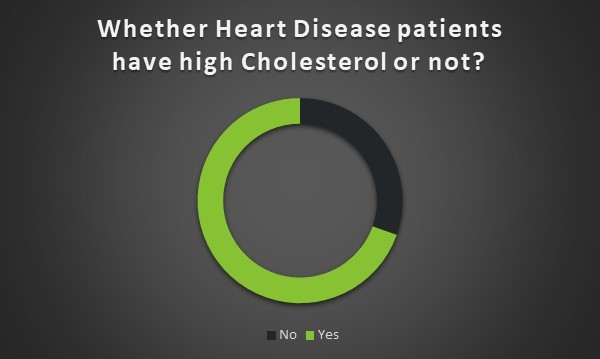 Whether Heart Disease patients
have high Cholesterol or not?
No Yes